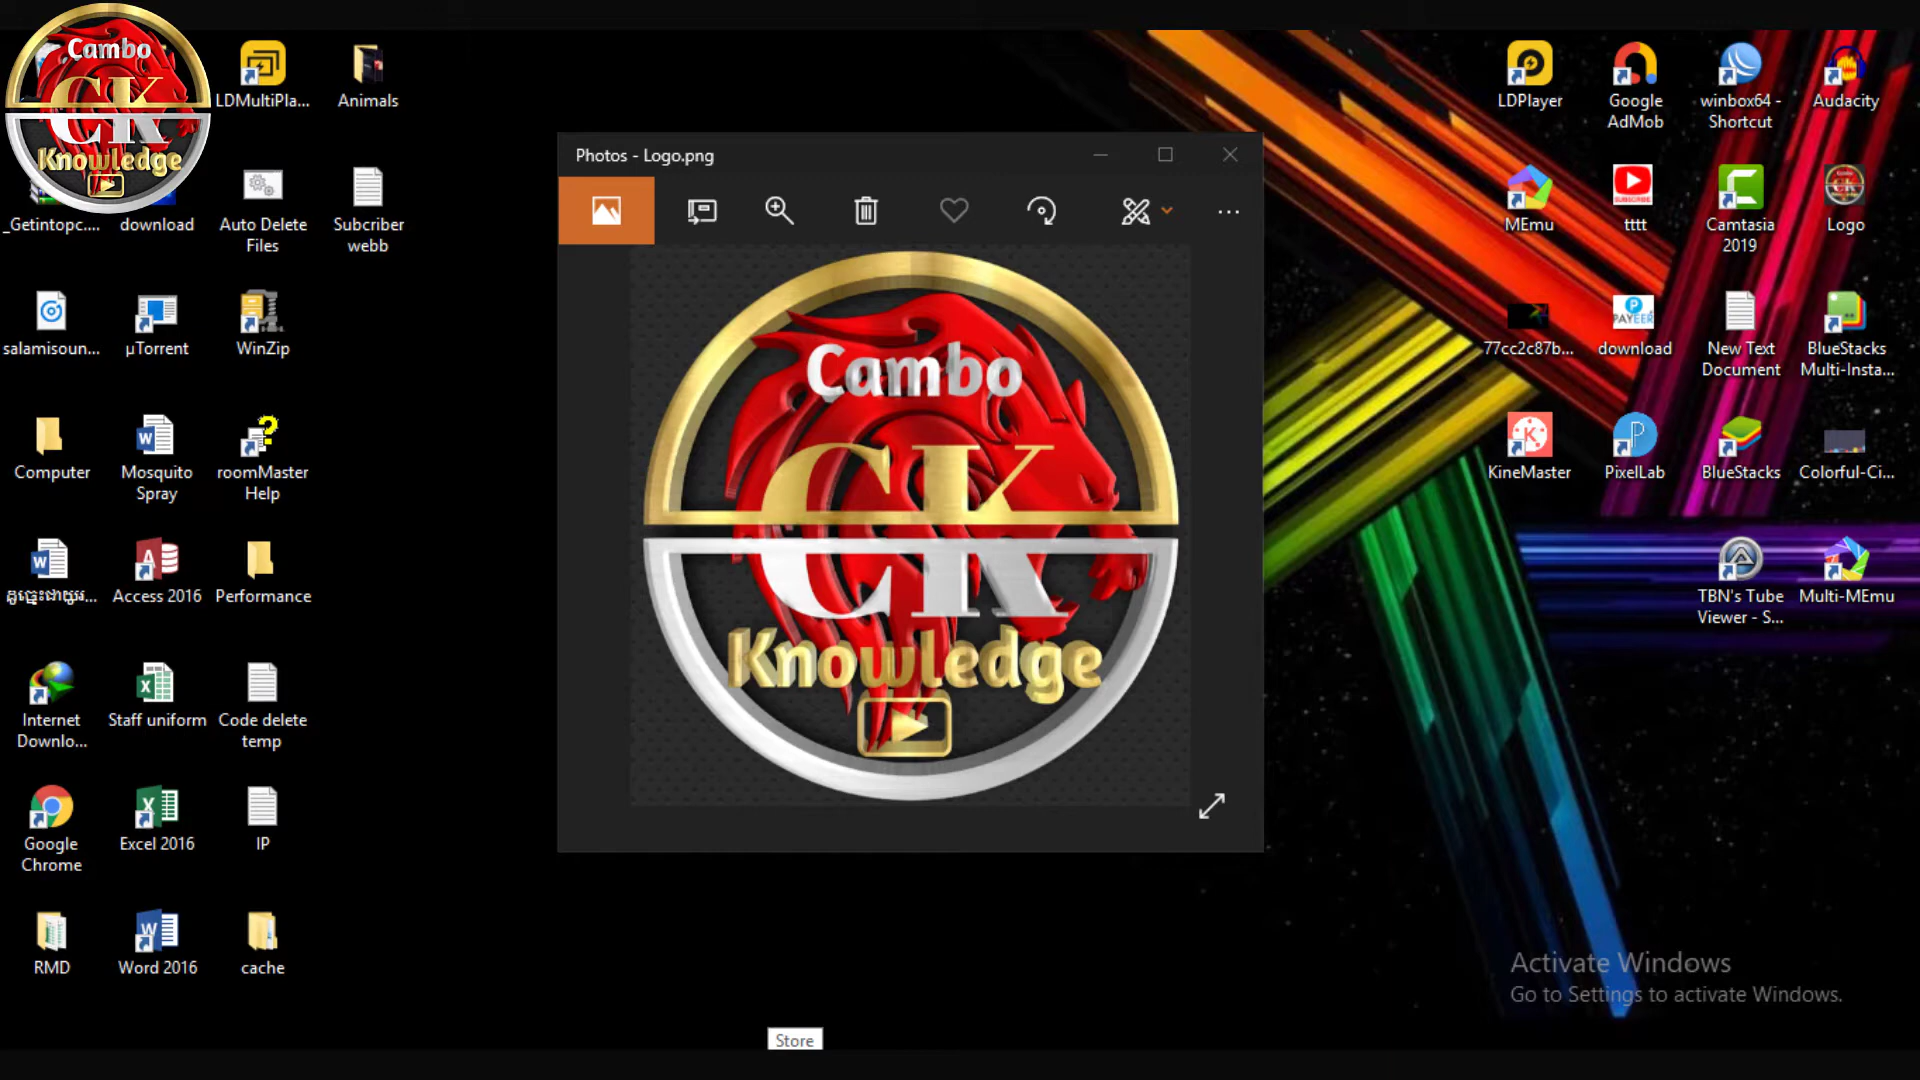 Cambo
CK
Knowledge
LDMultiPla...
Animals
_Getintopc....
download
Auto Delete
Files
Subcriber
webb
salamisoun...
µTorrent
WinZip
Computer
Mosquito
Spray
roomMaster
Help
Access 2016
Performance
Internet
Downlo...
Staff uniform
Code delete
temp
Google
Chrome
Excel 2016
IP
RMD
Word 2016
cache
Photos - Logo.png
Cambo
CK
Knowledge
LDPlayer
Google
AdMob
winbox64 -
Shortcut
Audacity
MEmu
SUBSCRIBE
tttt
Camtasia
2019
Logo
77cc2c87b...
PAYEER
download
New Text
Document
BlueStacks
Multi-Insta...
KineMaster
PixelLab
BlueStacks
Colorful-Ci...
TBN's Tube
Viewer - S...
Multi-MEmu
Activate Windows
Go to Settings to activate Windows.
Store